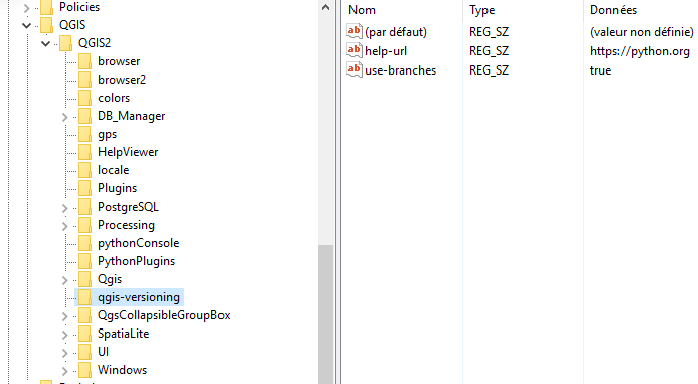 Policies
QGIS
QGIS2
browser
browser2
colors
DB_Manager
gps
HelpViewer
locale
Plugins
PostgreSQL
Processing
pythonConsole
PythonPlugins
Qgis
qgis-versioning
QgsCollapsibleGroupBox
SpatiaLite
UI
Windows
Nom Type Données
(par défaut) REG_SZ (valeur non définie)
help-url REG_SZ https://python.org
use-branches REG_SZ true